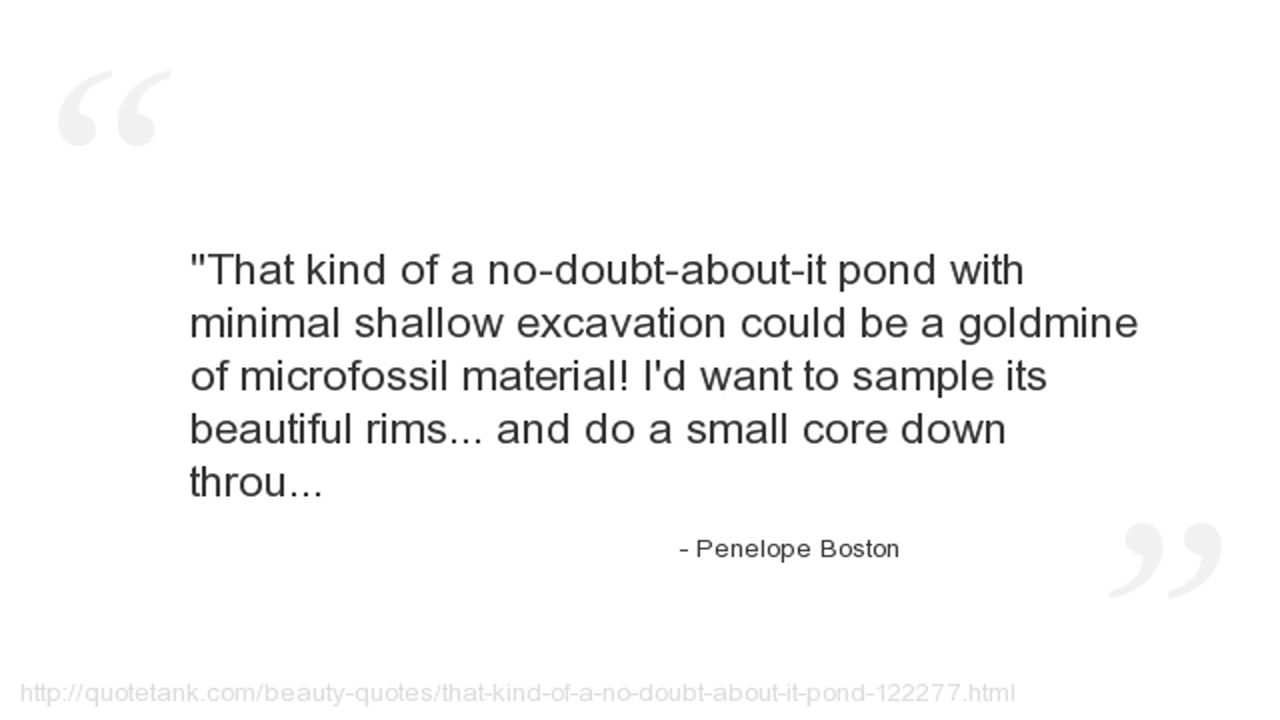 "That kind of a no-doubt-about-it pond with
minimal shallow excavation could be a goldmine
of microfossil material! I'd want to sample its
beautiful rims... and do a small core down
throu...
- Penelope Boston
http://quotetank.com/beauty-quotes/that-kind-of-a-no-doubt-about-it-pond-122277.html